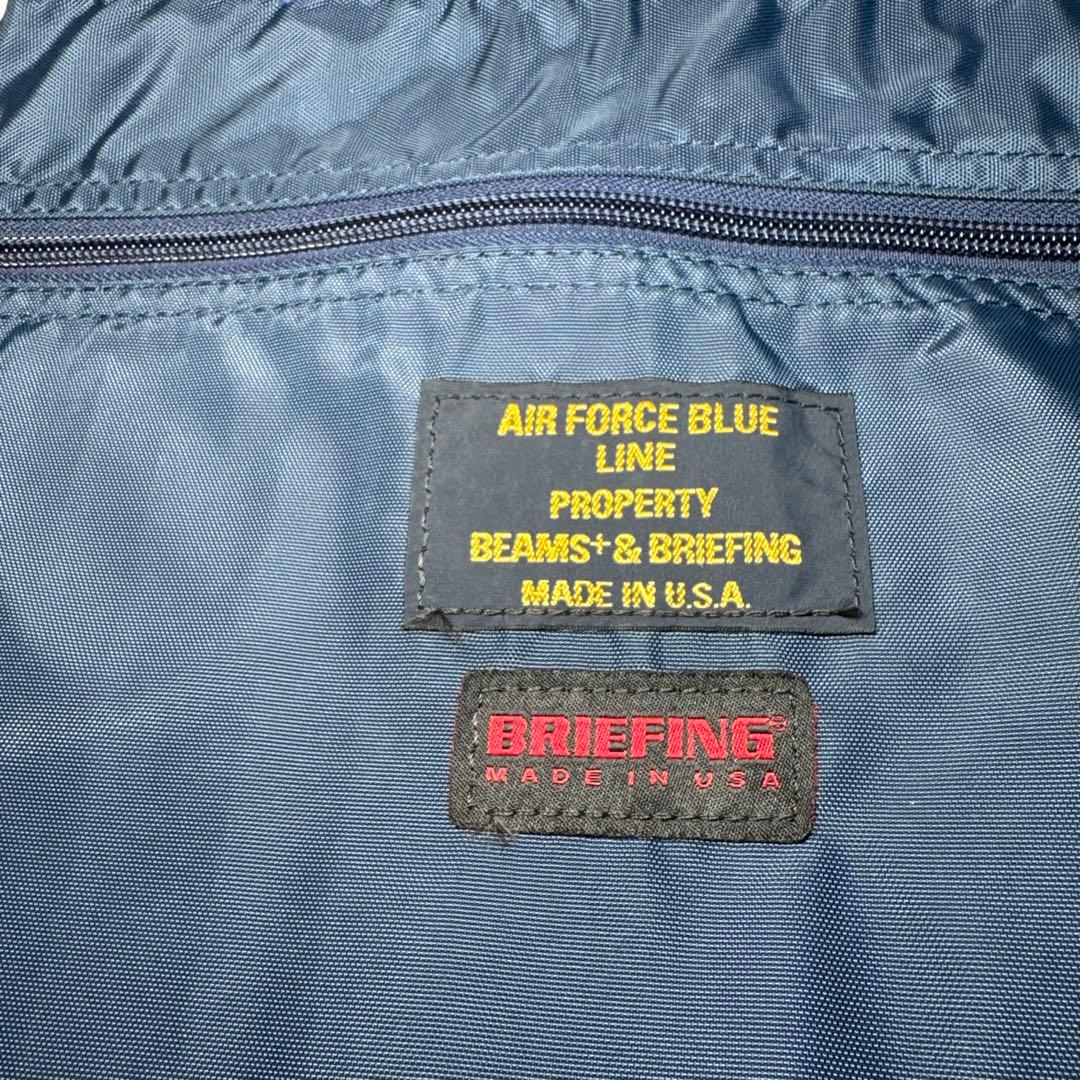 AIR FORCE BLUE
LINE
PROPERTY
BEAMS+ & BRIEFING
MADE IN U.S.A.
BRIEFING®
MADE IN USA